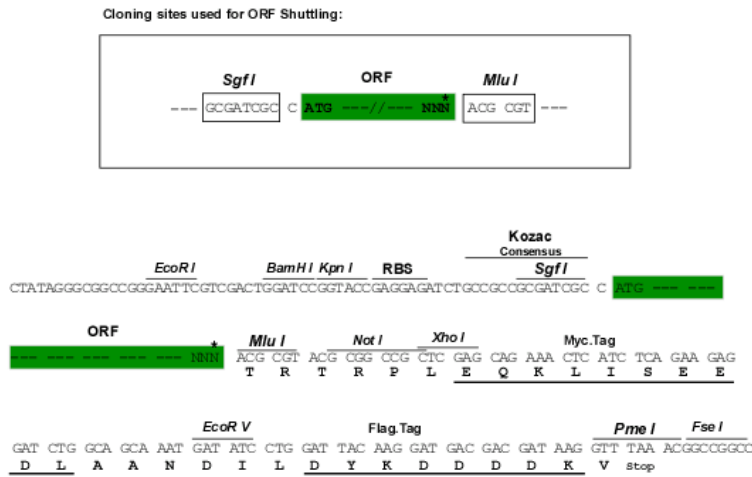 Cloning sites used for ORF Shuttling:
Sgf I ORF Mlu I
--- GCGATCGC C ATG ---//--- NNN* ACG CGT ---
Kozac
Consensus
EcoR I BamH I Kpn I RBS Sgf I
CTATAGGGCGGCCGGGAATTCGTCGACTGGATCCGGTACCGAGGAGATCTGCCGCCGCGATCGC C ATG --- ---
ORF Mlu I Not I Xho I Myc.Tag
--- --- --- --- --- --- NNN* ACG CGT ACG CGG CCG CTC GAG CAG AAA CTC ATC TCA GAA GAG
T R T R P L E Q K L I S E E
EcoR V Flag.Tag Pme I Fse I
GAT CTG GCA GCA AAT GAT ATC CTG GAT TAC AAG GAT GAC GAC GAT AAG GTT TAA ACGGCCGGCC
D L A A N D I L D Y K D D D D K V Stop